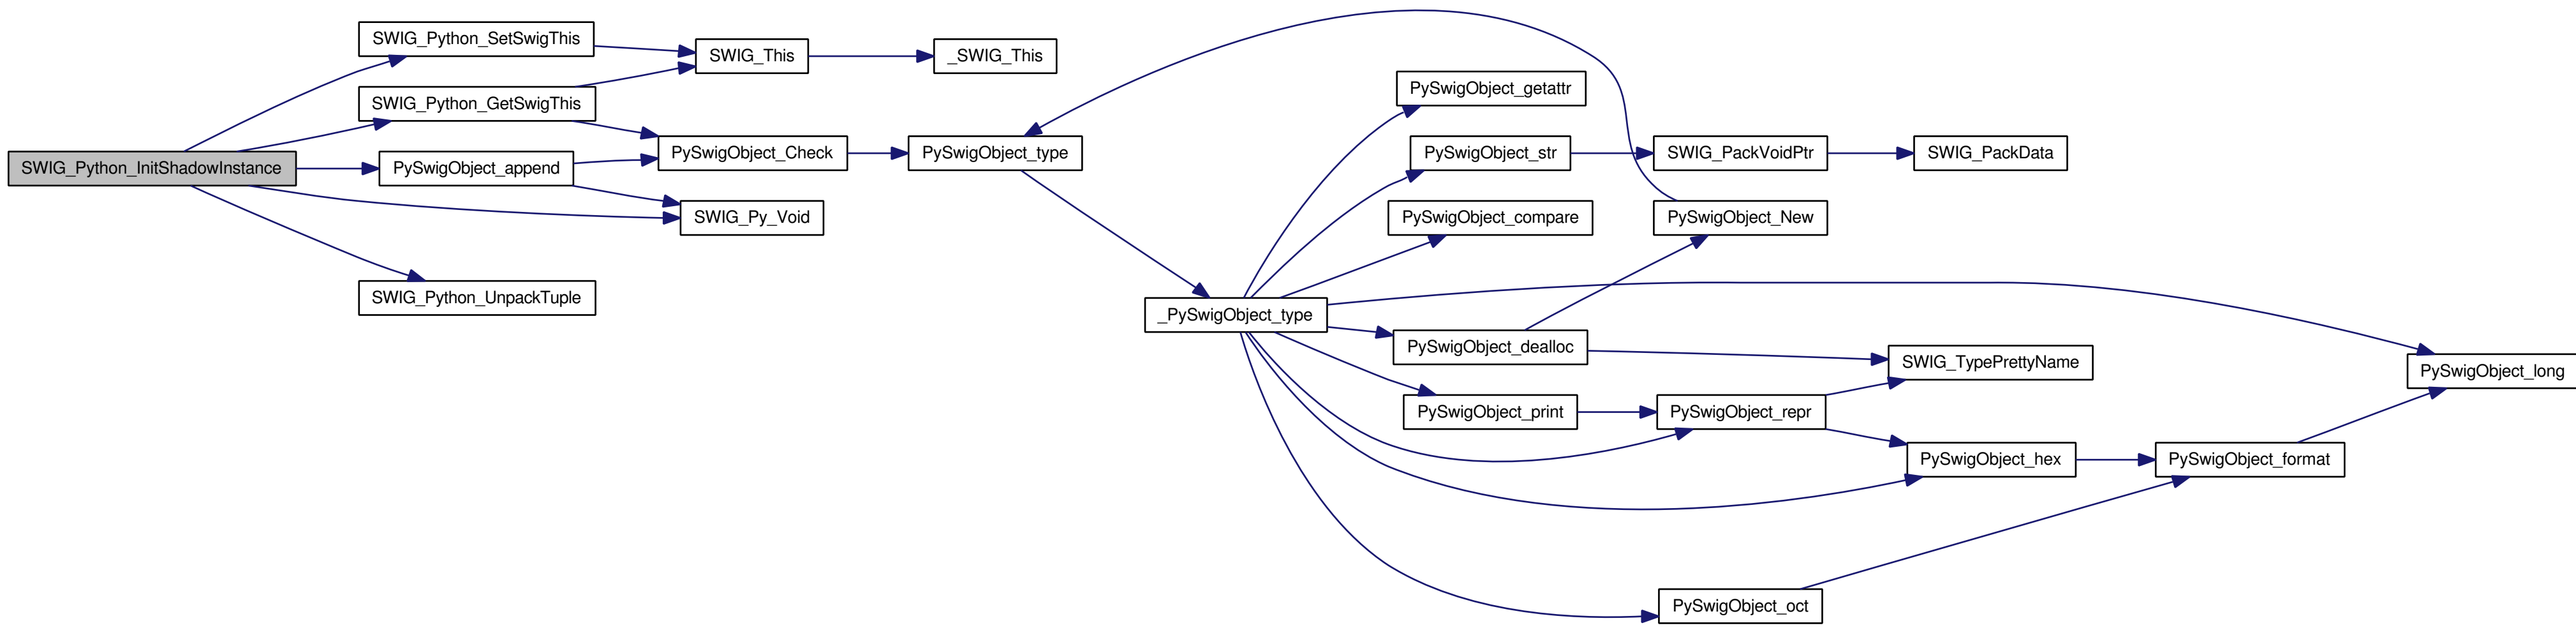 SWIG_Python_InitShadowInstance
SWIG_Python_SetSwigThis
SWIG_Python_GetSwigThis
PySwigObject_append
SWIG_Python_UnpackTuple
SWIG_This
PySwigObject_Check
SWIG_Py_Void
_SWIG_This
PySwigObject_type
_PySwigObject_type
PySwigObject_getattr
PySwigObject_str
PySwigObject_compare
PySwigObject_dealloc
PySwigObject_print
SWIG_PackVoidPtr
PySwigObject_New
PySwigObject_repr
PySwigObject_oct
SWIG_PackData
SWIG_TypePrettyName
PySwigObject_hex
PySwigObject_format
PySwigObject_long